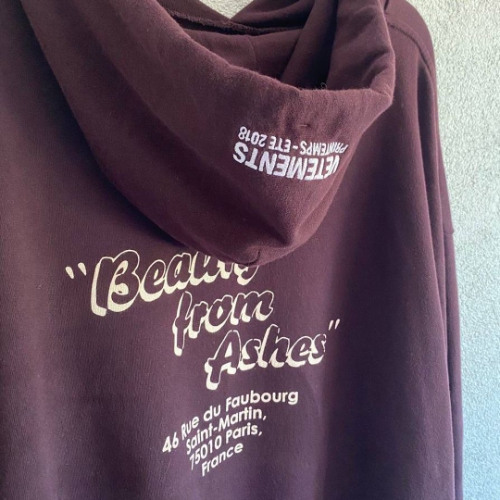 VETEMENTS
PRINTEMPS-ETE 2018
"Beauty
from
Ashes"
46 Rue du Faubourg
Saint-Martin,
75010 Paris,
France